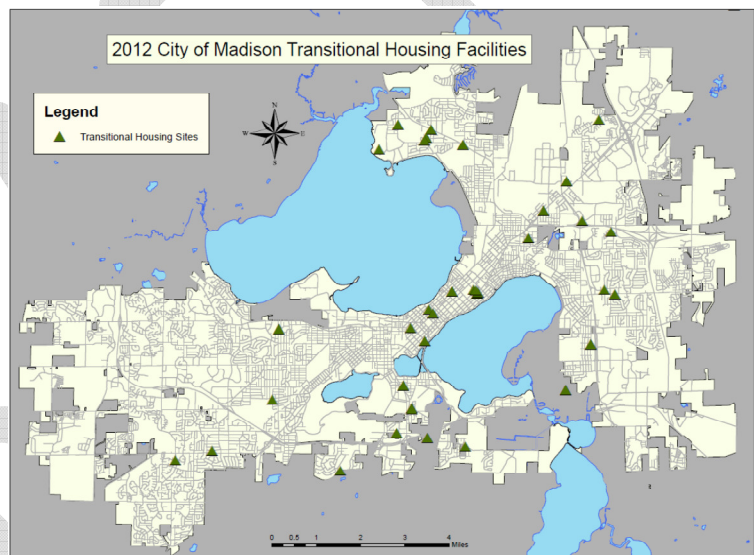 2012 City of Madison Transitional Housing Facilities
Legend
Transitional Housing Sites
N
W E
S
0 0.5 1 2 3 4
Miles